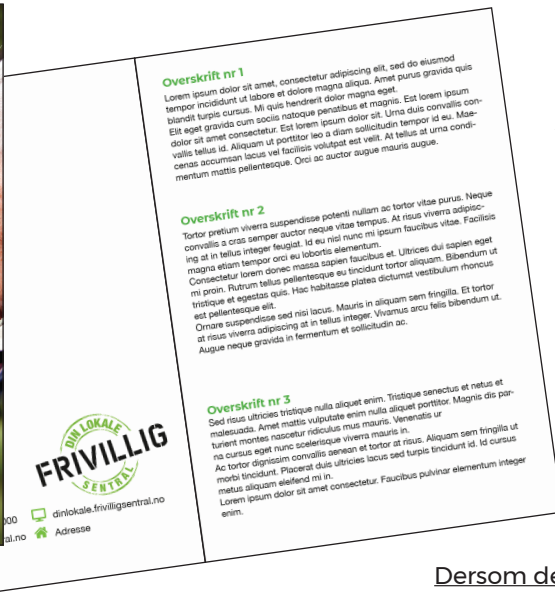 Overskrift nr 1
Lorem ipsum dolor sit amet, consectetur adipiscing elit, sed do eiusmod
tempor incididunt ut labore et dolore magna aliqua. Amet purus gravida quis
blandit turpis cursus. Mi quis hendrerit dolor magna eget.
Elit eget gravida cum sociis natoque penatibus et magnis. Est lorem ipsum
dolor sit amet consectetur. Est lorem ipsum dolor sit. Urna duis convallis con-
vallis tellus id. Aliquam ut porttitor leo a diam sollicitudin tempor id eu. Mae-
cenas accumsan lacus vel facilisis volutpat est velit. At tellus at urna condi-
mentum mattis pellentesque. Orci ac auctor augue mauris augue.
Overskrift nr 2
Tortor pretium viverra suspendisse potenti nullam ac tortor vitae purus. Neque
convallis a cras semper auctor neque vitae tempus. At risus viverra adipisc-
ing at in tellus integer feugiat. Id eu nisl nunc mi ipsum faucibus vitae. Facilisis
magna etiam tempor orci eu lobortis elementum.
Consectetur lorem donec massa sapien faucibus et. Ultrices dui sapien eget
mi proin. Rutrum tellus pellentesque eu tincidunt tortor aliquam. Bibendum ut
tristique et egestas quis. Hac habitasse platea dictumst vestibulum rhoncus
est pellentesque elit.
Ornare suspendisse sed nisi lacus. Mauris in aliquam sem fringilla. Et tortor
at risus viverra adipiscing at in tellus integer. Vivamus arcu felis bibendum ut.
Augue neque gravida in fermentum et sollicitudin ac.
Overskrift nr 3
Sed risus ultricies tristique nulla aliquet enim. Tristique senectus et netus et
malesuada. Amet mattis vulputate enim nulla aliquet porttitor. Magnis dis par-
turient montes nascetur ridiculus mus mauris. Venenatis ur
na cursus eget nunc scelerisque viverra mauris in.
Ac tortor dignissim convallis aenean et tortor at risus. Aliquam sem fringilla ut
morbi tincidunt. Placerat duis ultricies lacus sed turpis tincidunt id. Id cursus
metus aliquam eleifend mi in.
Lorem ipsum dolor sit amet consectetur. Faucibus pulvinar elementum integer
enim.
DIN LOKALE
FRIVILLIG
SENTRAL
000 dinlokale.frivilligsentral.no
al.no Adresse
Dersom de